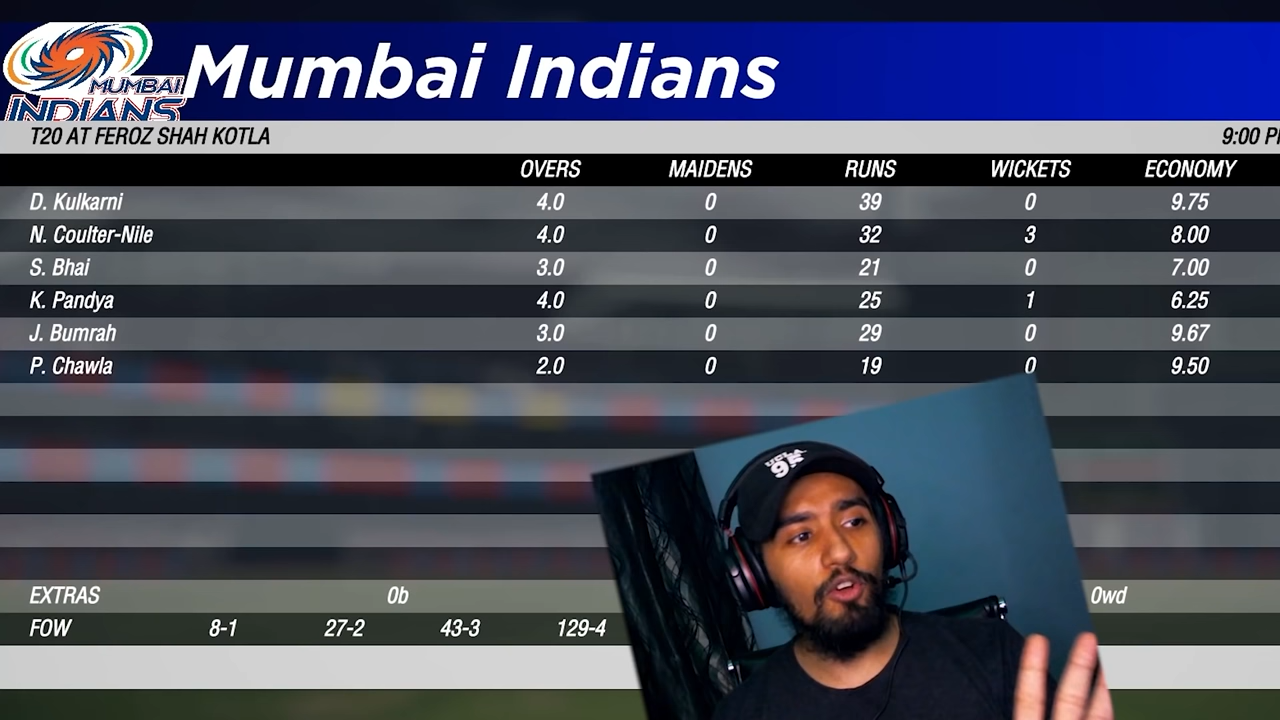 MUMBAI INDIANS
Mumbai Indians
T20 AT FEROZ SHAH KOTLA 9:00
OVERS MAIDENS RUNS WICKETS ECONOMY
D. Kulkarni 4.0 0 39 0 9.75
N. Coulter-Nile 4.0 0 32 3 8.00
S. Bhai 3.0 0 21 0 7.00
K. Pandya 4.0 0 25 1 6.25
J. Bumrah 3.0 0 29 0 9.67
P. Chawla 2.0 0 19 0 9.50
EXTRAS 0b 0wd
FOW 8-1 27-2 43-3 129-4
95